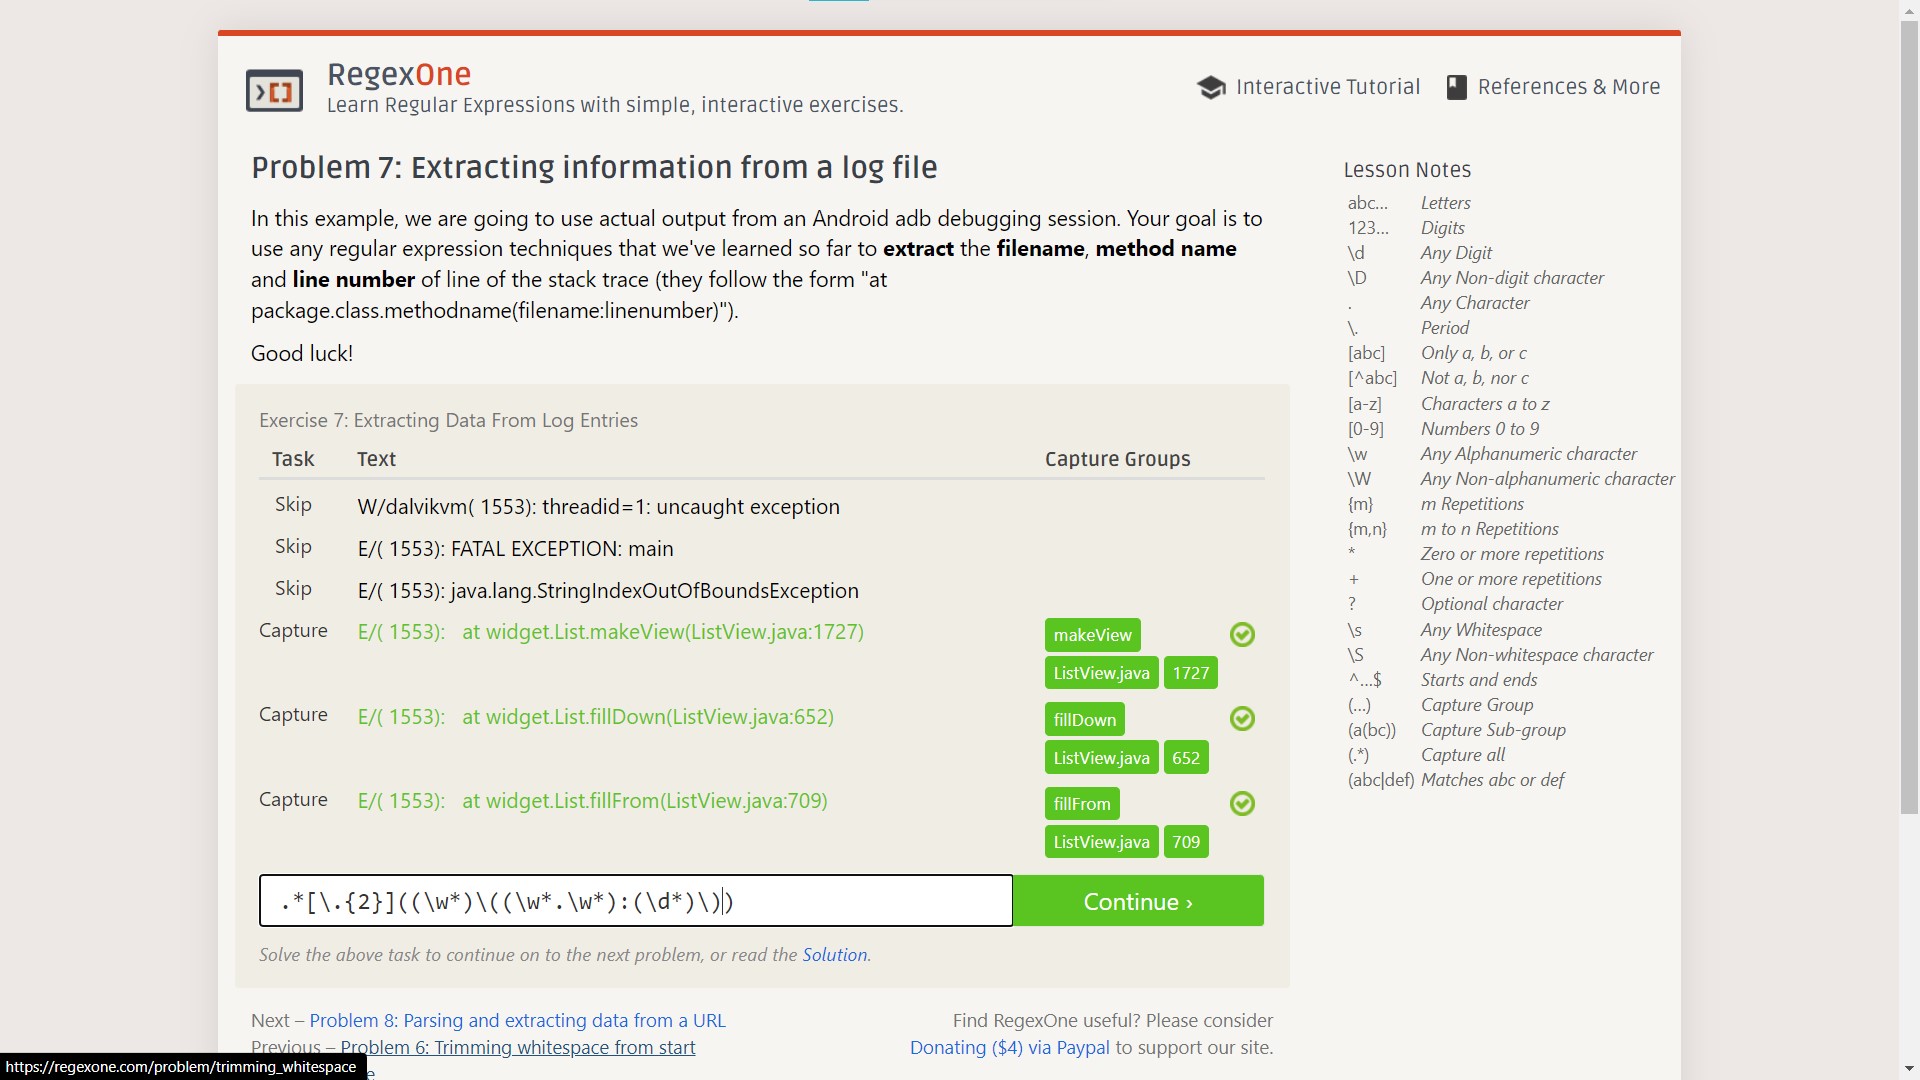 RegexOne
Learn Regular Expressions with simple, interactive exercises.
Interactive Tutorial
References & More
Problem 7: Extracting information from a log file
In this example, we are going to use actual output from an Android adb debugging session. Your goal is to
use any regular expression techniques that we've learned so far to extract the filename, method name
and line number of line of the stack trace (they follow the form "at
package.class.methodname(filename:linenumber)").
Good luck!
Exercise 7: Extracting Data From Log Entries
Task Text Capture Groups
Skip W/dalvikvm( 1553): threadid=1: uncaught exception
Skip E/( 1553): FATAL EXCEPTION: main
Skip E/( 1553): java.lang.StringIndexOutOfBoundsException
Capture E/( 1553):   at widget.List.makeView(ListView.java:1727) makeView
ListView.java 1727
Capture E/( 1553):   at widget.List.fillDown(ListView.java:652) fillDown
ListView.java 652
Capture E/( 1553):   at widget.List.fillFrom(ListView.java:709) fillFrom
ListView.java 709
.*[\.{2}]((\w*)\((\w*.\w*):(\d*)\))
Continue ›
Solve the above task to continue on to the next problem, or read the Solution.
Next – Problem 8: Parsing and extracting data from a URL
Previous – Problem 6: Trimming whitespace from start
Find RegexOne useful? Please consider
Donating ($4) via Paypal to support our site.
https://regexone.com/problem/trimming_whitespace
Lesson Notes
abc… Letters
123… Digits
\d Any Digit
\D Any Non-digit character
. Any Character
\. Period
[abc] Only a, b, or c
[^abc] Not a, b, nor c
[a-z] Characters a to z
[0-9] Numbers 0 to 9
\w Any Alphanumeric character
\W Any Non-alphanumeric character
{m} m Repetitions
{m,n} m to n Repetitions
* Zero or more repetitions
+ One or more repetitions
? Optional character
\s Any Whitespace
\S Any Non-whitespace character
^…$ Starts and ends
(…) Capture Group
(a(bc)) Capture Sub-group
(.*) Capture all
(abc|def) Matches abc or def